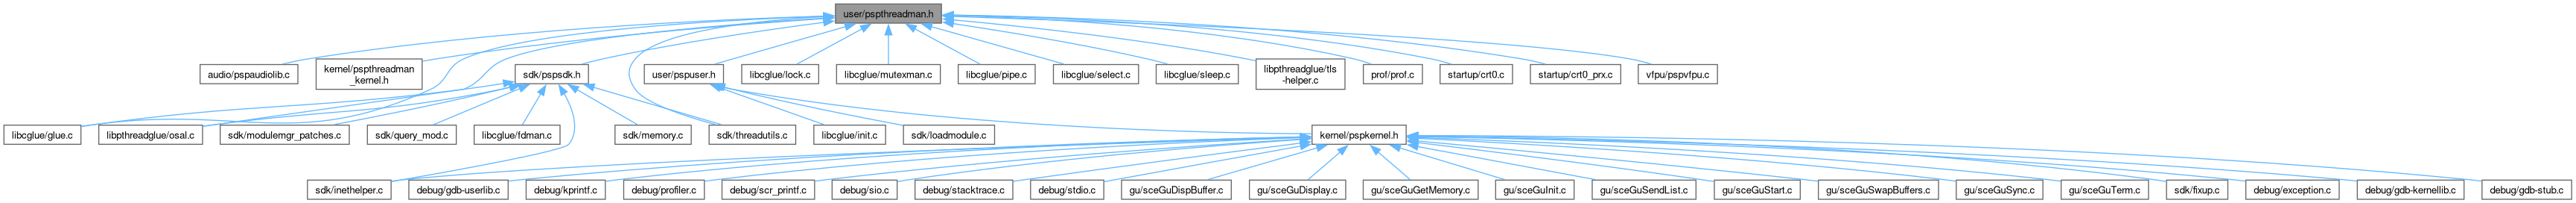 user/pspthreadman.h
audio/pspaudiolib.c
kernel/pspthreadman
_kernel.h
sdk/pspsdk.h
user/pspuser.h
libcglue/lock.c
libcglue/mutexman.c
libcglue/pipe.c
libcglue/select.c
libcglue/sleep.c
libpthreadglue/tls
-helper.c
prof/prof.c
startup/crt0.c
startup/crt0_prx.c
vfpu/pspvfpu.c
libcglue/glue.c
libpthreadglue/osal.c
sdk/modulemgr_patches.c
sdk/query_mod.c
libcglue/fdman.c
sdk/memory.c
sdk/threadutils.c
libcglue/init.c
sdk/loadmodule.c
kernel/pspkernel.h
sdk/inethelper.c
debug/gdb-userlib.c
debug/kprintf.c
debug/profiler.c
debug/scr_printf.c
debug/sio.c
debug/stacktrace.c
debug/stdio.c
gu/sceGuDispBuffer.c
gu/sceGuDisplay.c
gu/sceGuGetMemory.c
gu/sceGuInit.c
gu/sceGuSendList.c
gu/sceGuStart.c
gu/sceGuSwapBuffers.c
gu/sceGuSync.c
gu/sceGuTerm.c
sdk/fixup.c
debug/exception.c
debug/gdb-kernellib.c
debug/gdb-stub.c